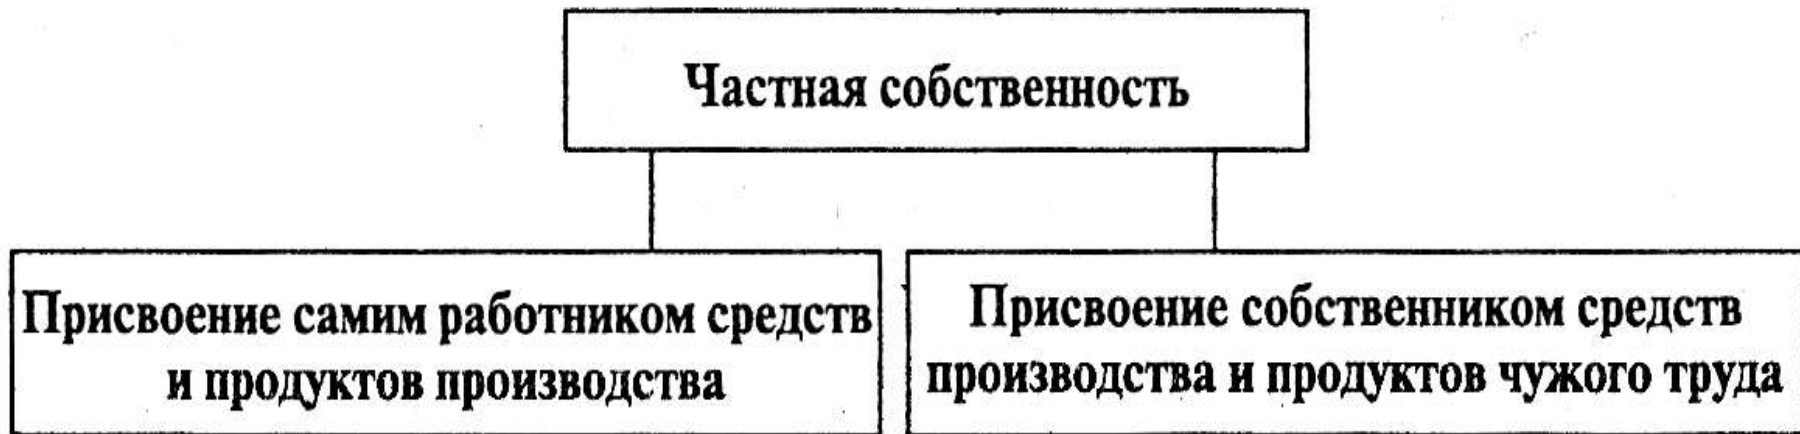 Частная собственность
Присвоение самим работником средств
и продуктов производства
Присвоение собственником средств
производства и продуктов чужого труда